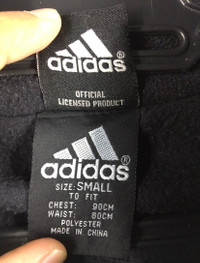 adidas
OFFICIAL
LICENSED PRODUCT
adidas
SIZE: SMALL
TO FIT
CHEST: 90CM
WAIST: 80CM
POLYESTER
MADE IN CHINA